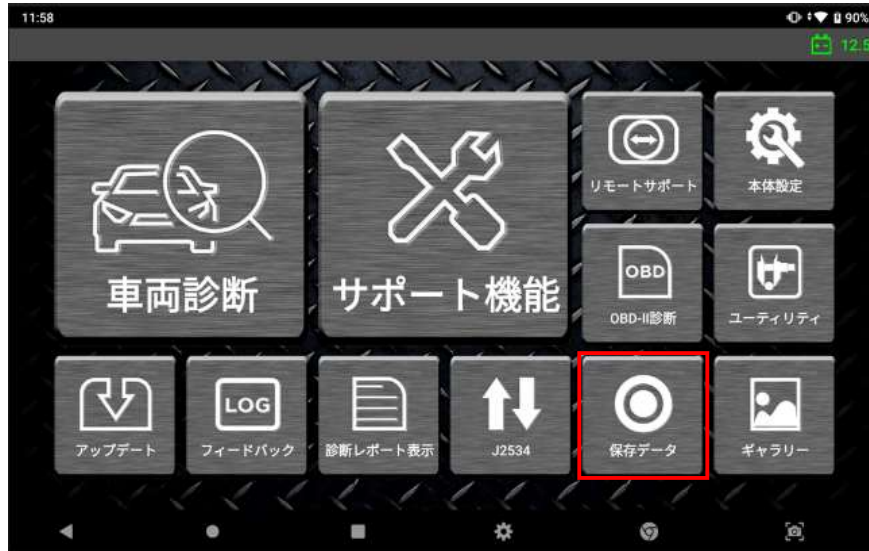 11:58
90%
12.5
リモートサポート
本体設定
車両診断
サポート機能
OBD
OBD-II診断
ユーティリティ
LOG
アップデート
フィードバック
診断レポート表示
J2534
保存データ
ギャラリー